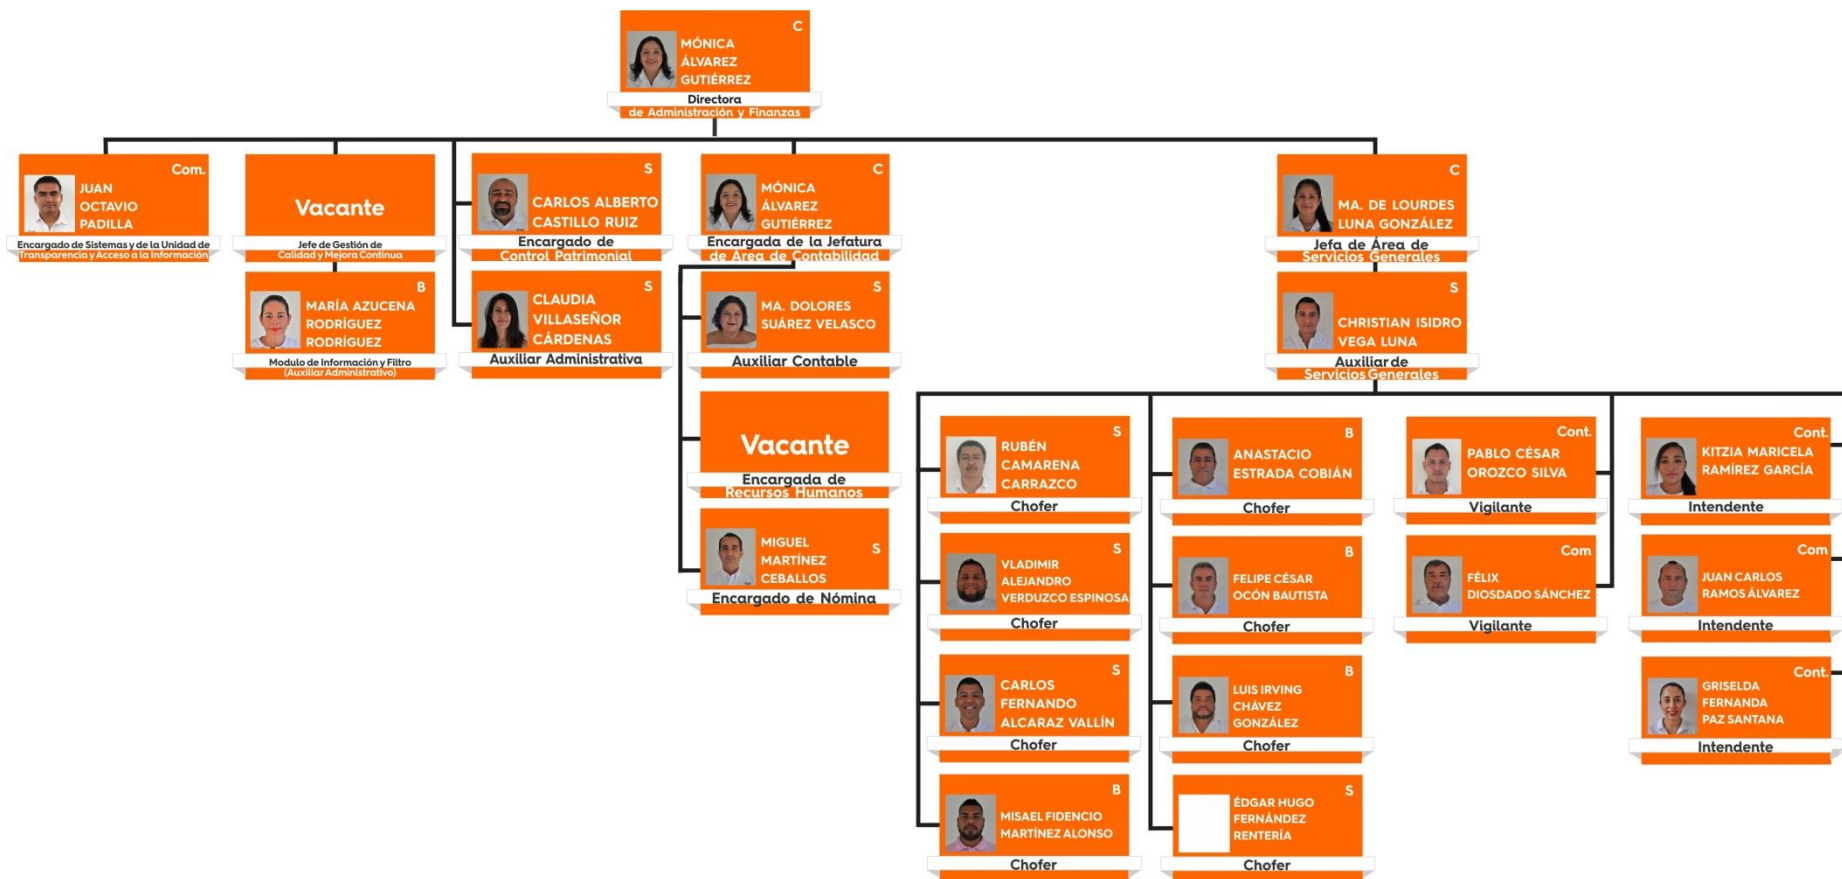 C
MÓNICA
ÁLVAREZ
GUTIÉRREZ
Directora
de Administración y Finanzas
Com.
JUAN
OCTAVIO
PADILLA
Encargado de Sistemas y de la Unidad de
Transparencia y Acceso a la Información
Vacante
Jefe de Gestión de
Calidad y Mejora Continua
S
CARLOS ALBERTO
CASTILLO RUIZ
Encargado de
Control Patrimonial
C
MÓNICA
ÁLVAREZ
GUTIÉRREZ
Encargada de la Jefatura
de Área de Contabilidad
C
MA. DE LOURDES
LUNA GONZÁLEZ
Jefa de Área de
Servicios Generales
B
MARÍA AZUCENA
RODRÍGUEZ
RODRÍGUEZ
Modulo de Información y Filtro
(Auxiliar Administrativo)
S
CLAUDIA
VILLASEÑOR
CÁRDENAS
Auxiliar Administrativa
S
MA. DOLORES
SUÁREZ VELASCO
Auxiliar Contable
S
CHRISTIAN ISIDRO
VEGA LUNA
Auxiliar de
Servicios Generales
Vacante
Encargada de
Recursos Humanos
S
MIGUEL
MARTÍNEZ
CEBALLOS
Encargado de Nómina
S
RUBÉN
CAMARENA
CARRAZCO
Chofer
B
ANASTACIO
ESTRADA COBIÁN
Chofer
Cont.
PABLO CÉSAR
OROZCO SILVA
Vigilante
Cont.
KITZIA MARICELA
RAMÍREZ GARCÍA
Intendente
S
VLADIMIR
ALEJANDRO
VERDUZCO ESPINOSA
Chofer
B
FELIPE CÉSAR
OCÓN BAUTISTA
Chofer
Com
FÉLIX
DIOSDADO SÁNCHEZ
Vigilante
Com
JUAN CARLOS
RAMOS ÁLVAREZ
Intendente
S
CARLOS
FERNANDO
ALCARAZ VALLÍN
Chofer
B
LUIS IRVING
CHÁVEZ
GONZÁLEZ
Chofer
Cont.
GRISELDA
FERNANDA
PAZ SANTANA
Intendente
B
MISAEL FIDENCIO
MARTÍNEZ ALONSO
Chofer
S
ÉDGAR HUGO
FERNÁNDEZ
RENTERÍA
Chofer